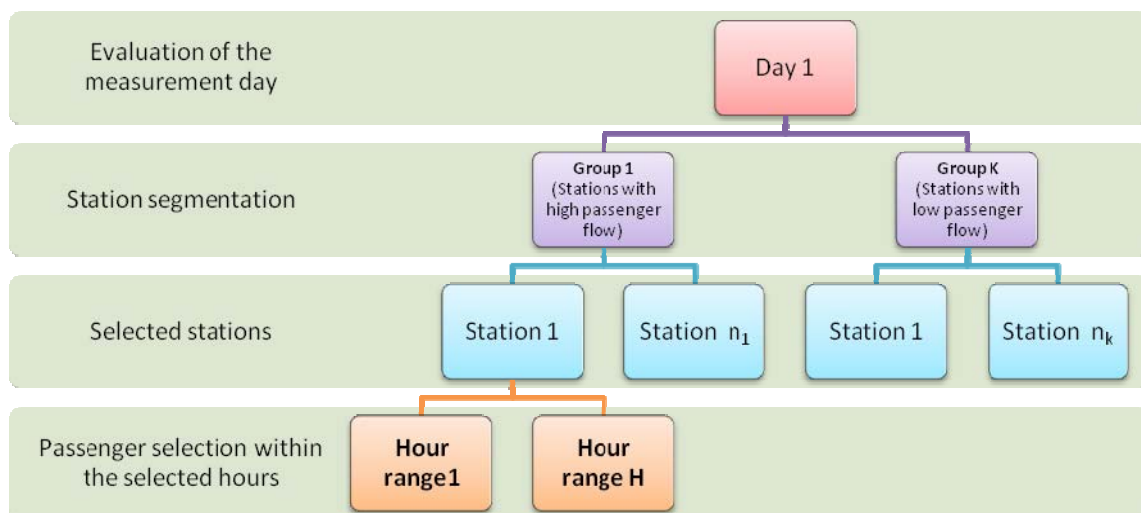 Evaluation of the
measurement day
Day 1
Station segmentation
Group 1
(Stations with
high passenger
flow)
Group K
(Stations with
low passenger
flow)
Selected stations
Station 1
Station n₁
Station 1
Station nₖ
Passenger selection within
the selected hours
Hour
range1
Hour
range H